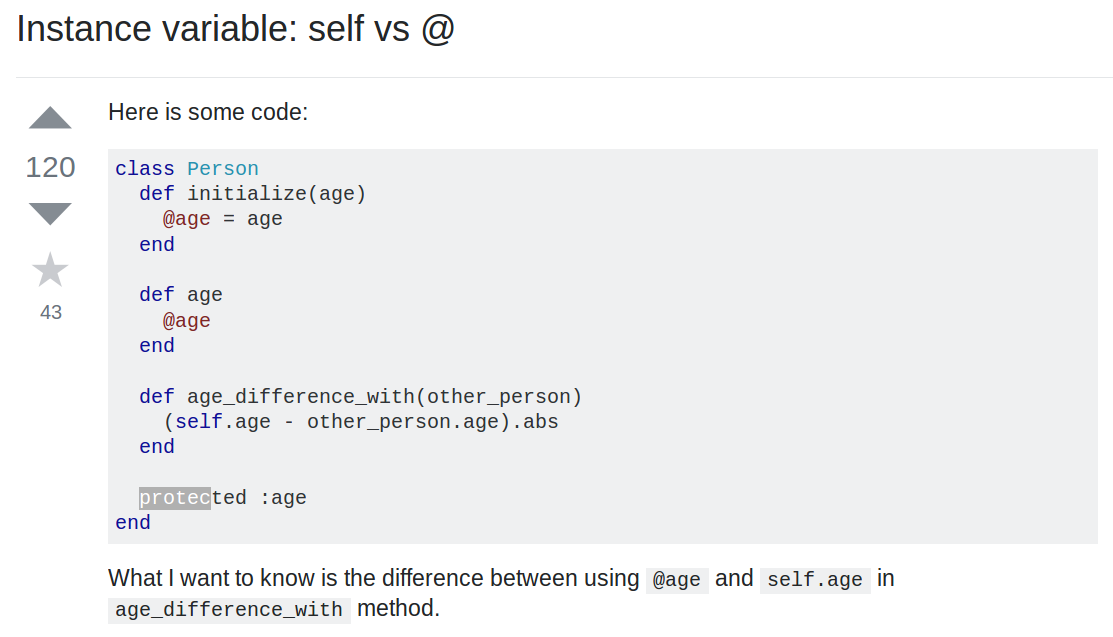 Instance variable: self vs @
120
43
Here is some code:
class Person
  def initialize(age)
    @age = age
  end
  def age
    @age
  end
  def age_difference_with(other_person)
    (self.age - other_person.age).abs
  end
  protected :age
end
What I want to know is the difference between using @age and self.age in
age_difference_with method.